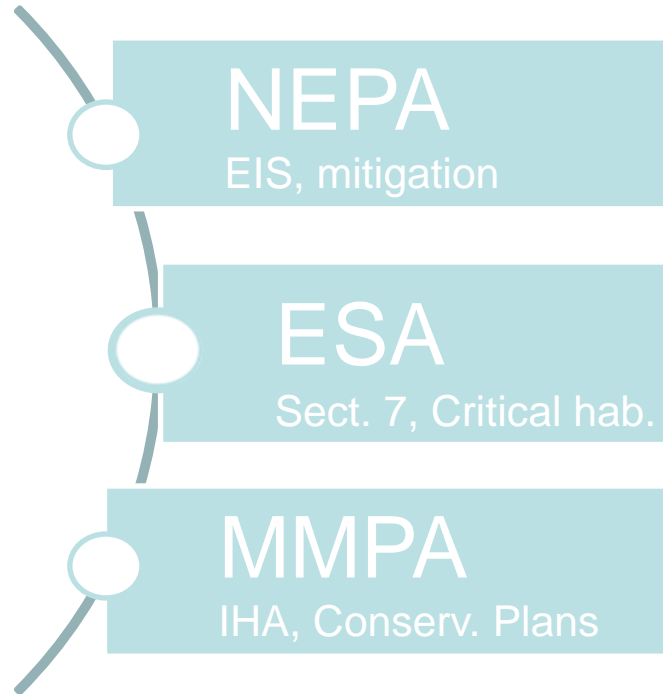 NEPA
EIS, mitigation
ESA
Sect. 7, Critical hab.
MMPA
IHA, Conserv. Plans